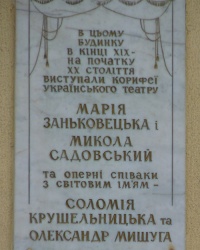 В ЦЬОМУ
БУДИНКУ
В КІНЦІ XIX-
НА ПОЧАТКУ
XX СТОЛІТТЯ
ВИСТУПАЛИ КОРИФЕЇ
УКРАЇНСЬКОГО ТЕАТРУ
МАРІЯ
ЗАНЬКОВЕЦЬКА І
МИКОЛА
САДОВСЬКИЙ
ТА ОПЕРНІ СПІВАКИ
З СВІТОВИМ ІМ'ЯМ -
СОЛОМІЯ
КРУШЕЛЬНИЦЬКА ТА
ОЛЕКСАНДР МИШУГА